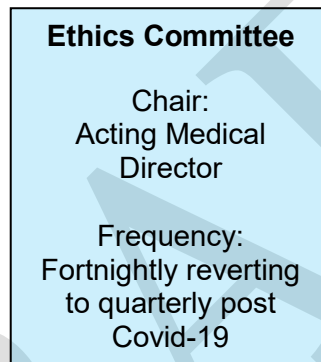 Ethics Committee
Chair:
Acting Medical
Director
Frequency:
Fortnightly reverting
to quarterly post
Covid-19